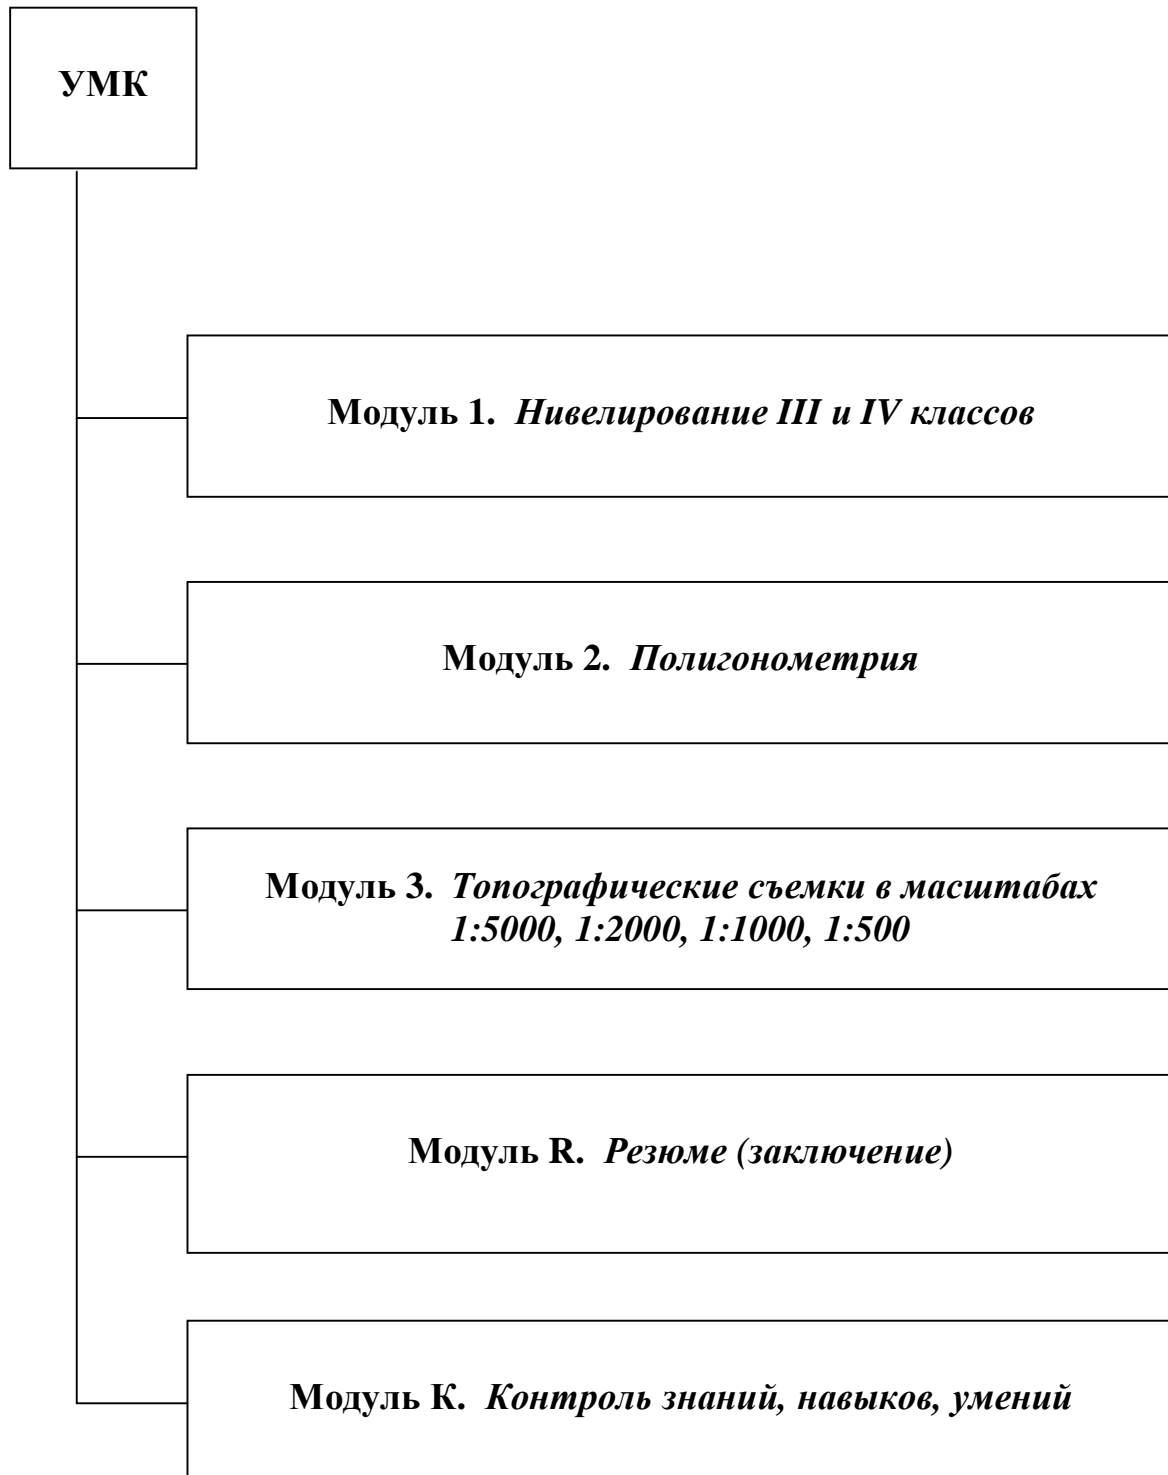 УМК
Модуль 1. Нивелирование III и IV классов
Модуль 2. Полигонометрия
Модуль 3. Топографические съемки в масштабах
1:5000, 1:2000, 1:1000, 1:500
Модуль R. Резюме (заключение)
Модуль К. Контроль знаний, навыков, умений